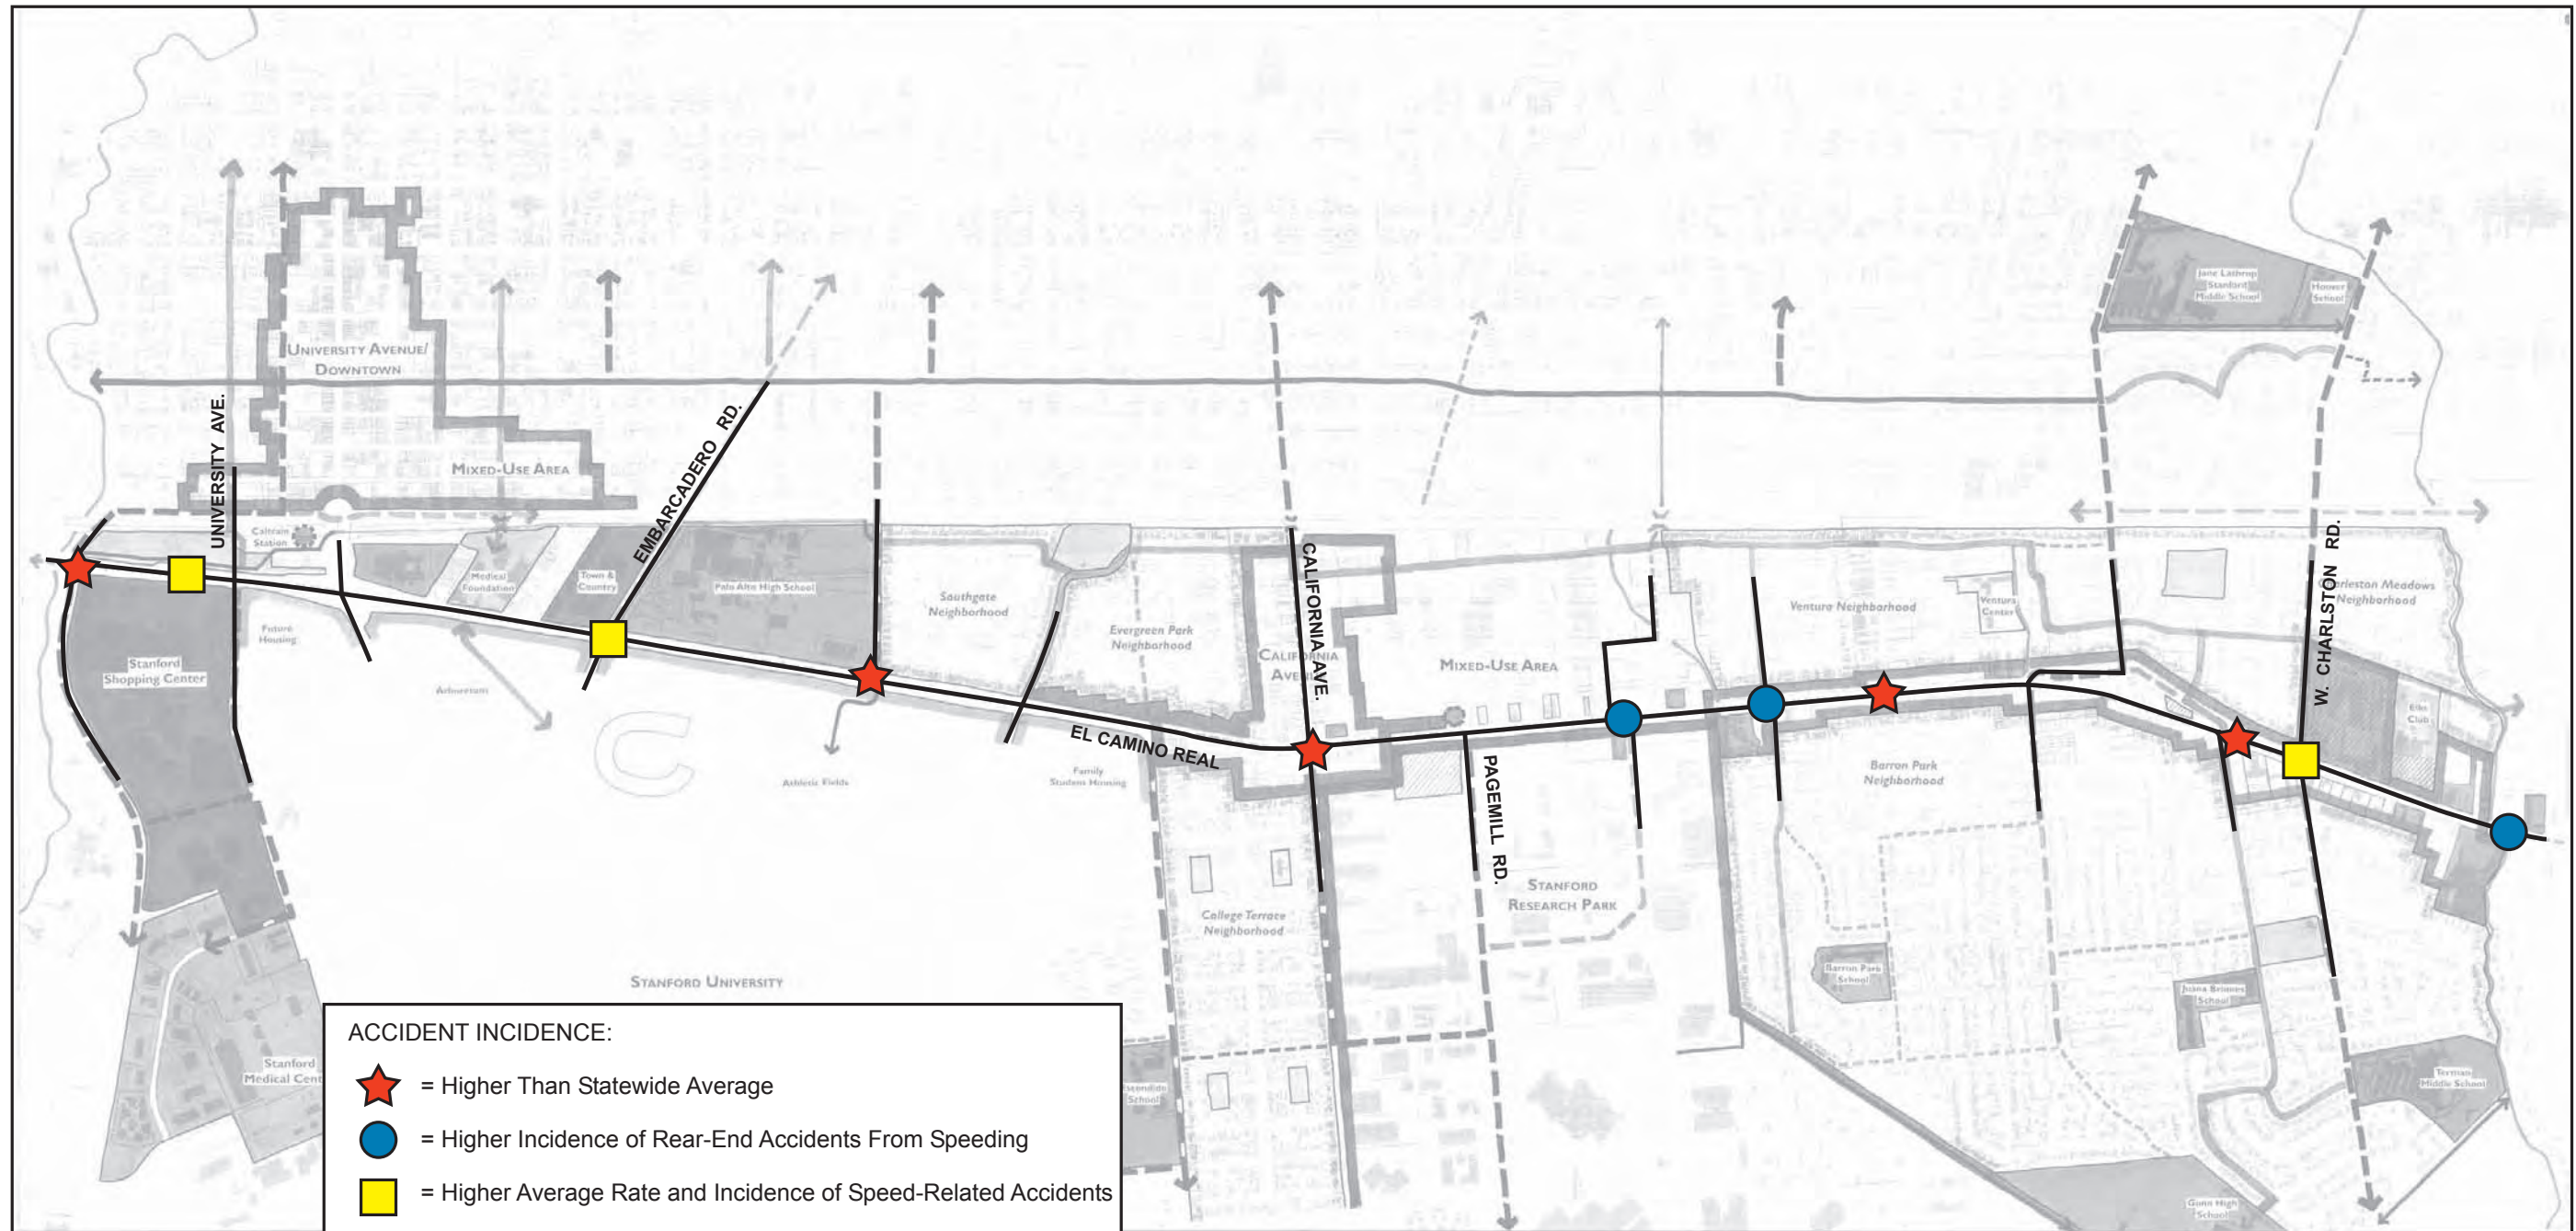 Jane Lathrop
Stanford
Middle School
Hoover
School
UNIVERSITY AVENUE/
DOWNTOWN
UNIVERSITY AVE.
MIXED-USE AREA
EMBARCADERO RD.
Caltrain
Station
Medical
Foundation
Town &
Country
Palo Alto High School
Southgate
Neighborhood
Evergreen Park
Neighborhood
CALIFORNIA
AVENUE
CALIFORNIA AVE.
MIXED-USE AREA
Ventura Neighborhood
Ventura
Center
W. CHARLSTON RD.
Charleston Meadows
Neighborhood
Elks
Club
Future
Housing
Stanford
Shopping Center
Arboretum
Athletic Fields
EL CAMINO REAL
Family
Student Housing
PAGEMILL RD.
Barron Park
Neighborhood
STANFORD
RESEARCH PARK
College Terrace
Neighborhood
Barron Park
School
Juana Briones
School
STANFORD UNIVERSITY
Stanford
Medical Cent
Escondido
School
Terman
Middle School
Gunn High
School
ACCIDENT INCIDENCE:
= Higher Than Statewide Average
= Higher Incidence of Rear-End Accidents From Speeding
= Higher Average Rate and Incidence of Speed-Related Accidents